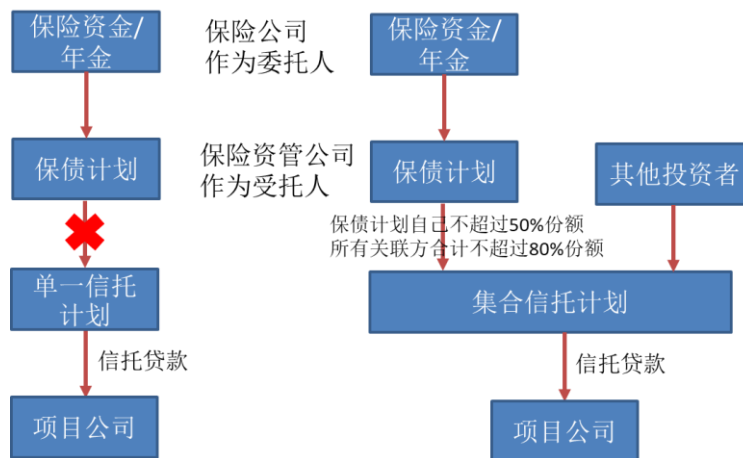 保险资金/
年金
保险公司
作为委托人
保险资金/
年金
保债计划
保险资管公司
作为受托人
保债计划
其他投资者
保债计划自己不超过50%份额
所有关联方合计不超过80%份额
单一信托
计划
集合信托计划
信托贷款
信托贷款
项目公司
项目公司